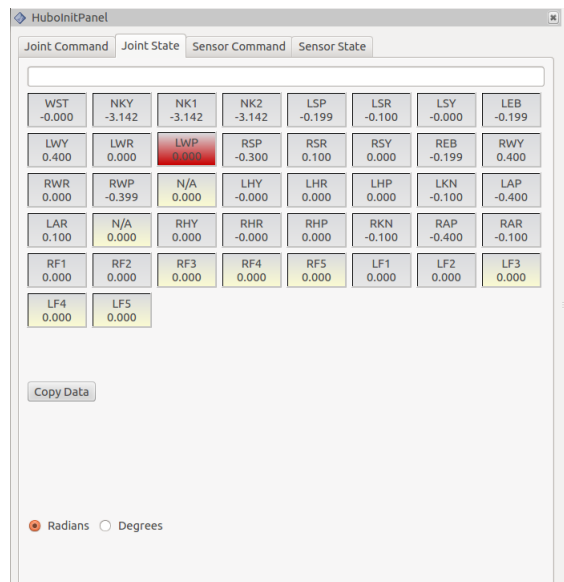 HuboInitPanel
Joint Command Joint State Sensor Command Sensor State
WST NKY NK1 NK2 LSP LSR LSY LEB
-0.000 -3.142 -3.142 -3.142 -0.199 -0.100 -0.000 -0.199
LWY LWR LWP RSP RSR RSY REB RWY
0.400 0.000 0.000 -0.300 0.100 0.000 -0.199 0.400
RWR RWP N/A LHY LHR LHP LKN LAP
0.000 -0.399 0.000 -0.000 0.000 0.000 -0.100 -0.400
LAR N/A RHY RHR RHP RKN RAP RAR
0.100 0.000 0.000 -0.000 0.000 -0.100 -0.400 -0.100
RF1 RF2 RF3 RF4 RF5 LF1 LF2 LF3
0.000 0.000 0.000 0.000 0.000 0.000 0.000 0.000
LF4 LF5
0.000 0.000
Copy Data
Radians Degrees